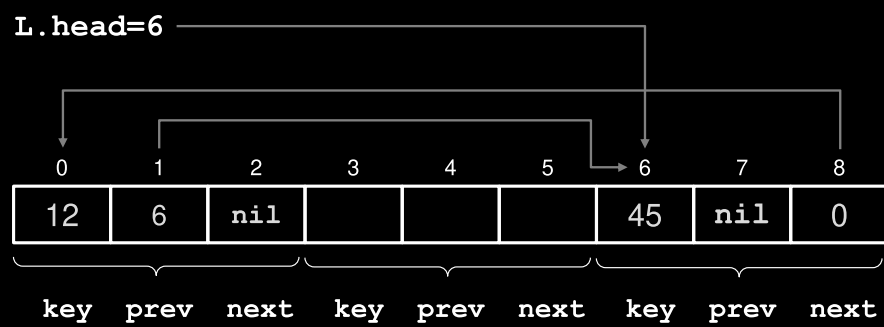 L.head=6
0 1 2 3 4 5 6 7 8
12 6 nil 45 nil 0
key prev next key prev next key prev next